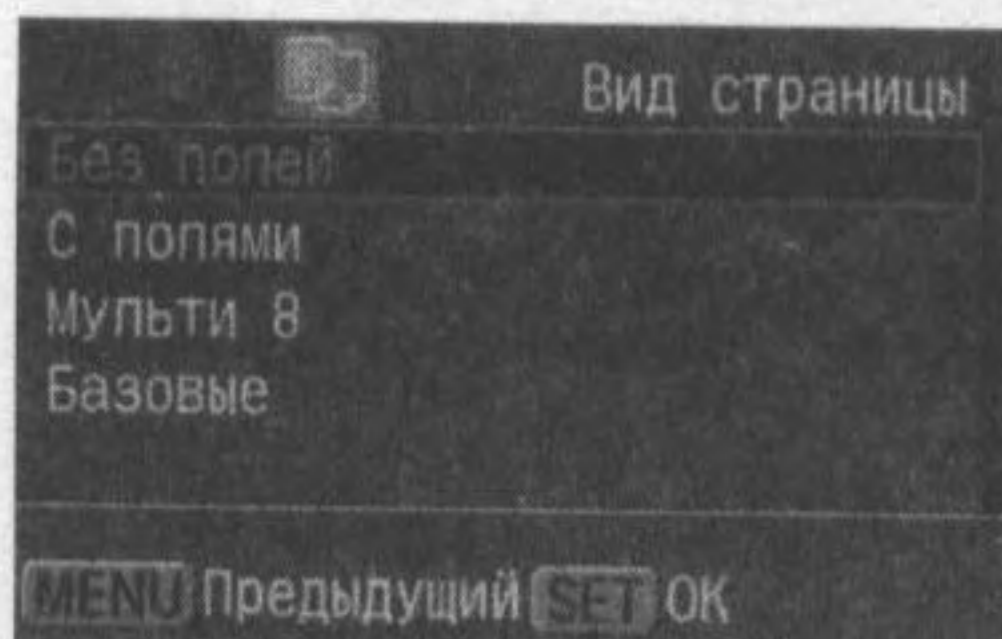 Вид страницы
Без полей
С полями
Мульти 8
Базовые
MENU Предыдущий SET OK